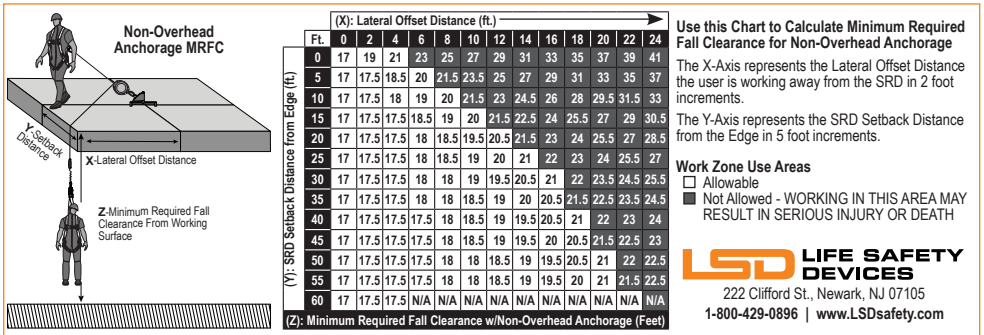 Non-Overhead
Anchorage MRFC
Y-Setback
Distance
X-Lateral Offset Distance
Z-Minimum Required Fall
Clearance From Working
Surface
(X): Lateral Offset Distance (ft.)
Ft. 0 2 4 6 8 10 12 14 16 18 20 22 24
(Y): SRD Setback Distance from Edge (ft.)
0 17 19 21 23 25 27 29 31 33 35 37 39 41
5 17 17.5 18.5 20 21.5 23.5 25 27 29 31 33 35 37
10 17 17.5 18 19 20 21.5 23 24.5 26 28 29.5 31.5 33
15 17 17.5 17.5 18.5 19 20 21.5 22.5 24 25.5 27 29 30.5
20 17 17.5 17.5 18 18.5 19.5 20.5 21.5 23 24 25.5 27 28.5
25 17 17.5 17.5 18 18.5 19 20 21 22 23 24 25.5 27
30 17 17.5 17.5 18 18 19 19.5 20.5 21 22 23.5 24.5 25.5
35 17 17.5 17.5 18 18 18.5 19 20 20.5 21.5 22.5 23.5 24.5
40 17 17.5 17.5 17.5 18 18.5 19 19.5 20.5 21 22 23 24
45 17 17.5 17.5 17.5 18 18.5 19 19.5 20 20.5 21.5 22.5 23
50 17 17.5 17.5 17.5 18 18 18.5 19 19.5 20.5 21 22 22.5
55 17 17.5 17.5 17.5 18 18 18.5 19 19.5 20 21 21.5 22.5
60 17 17.5 17.5 N/A N/A N/A N/A N/A N/A N/A N/A N/A N/A
(Z): Minimum Required Fall Clearance w/Non-Overhead Anchorage (Feet)
Use this Chart to Calculate Minimum Required
Fall Clearance for Non-Overhead Anchorage
The X-Axis represents the Lateral Offset Distance
the user is working away from the SRD in 2 foot
increments.
The Y-Axis represents the SRD Setback Distance
from the Edge in 5 foot increments.
Work Zone Use Areas
Allowable
Not Allowed - WORKING IN THIS AREA MAY
RESULT IN SERIOUS INJURY OR DEATH
LSD LIFE SAFETY
DEVICES
222 Clifford St., Newark, NJ 07105
1-800-429-0896 | www.LSDsafety.com